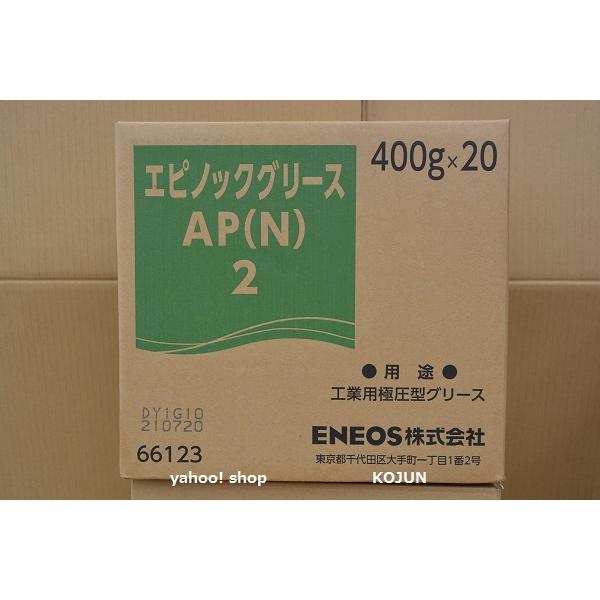 エピノックグリース
AP(N)
2
400g×20
●用途●
工業用極圧型グリース
DY1G10
210720
66123
ENEOS株式会社
東京都千代田区大手町一丁目1番2号
yahoo! shop
KOJUN